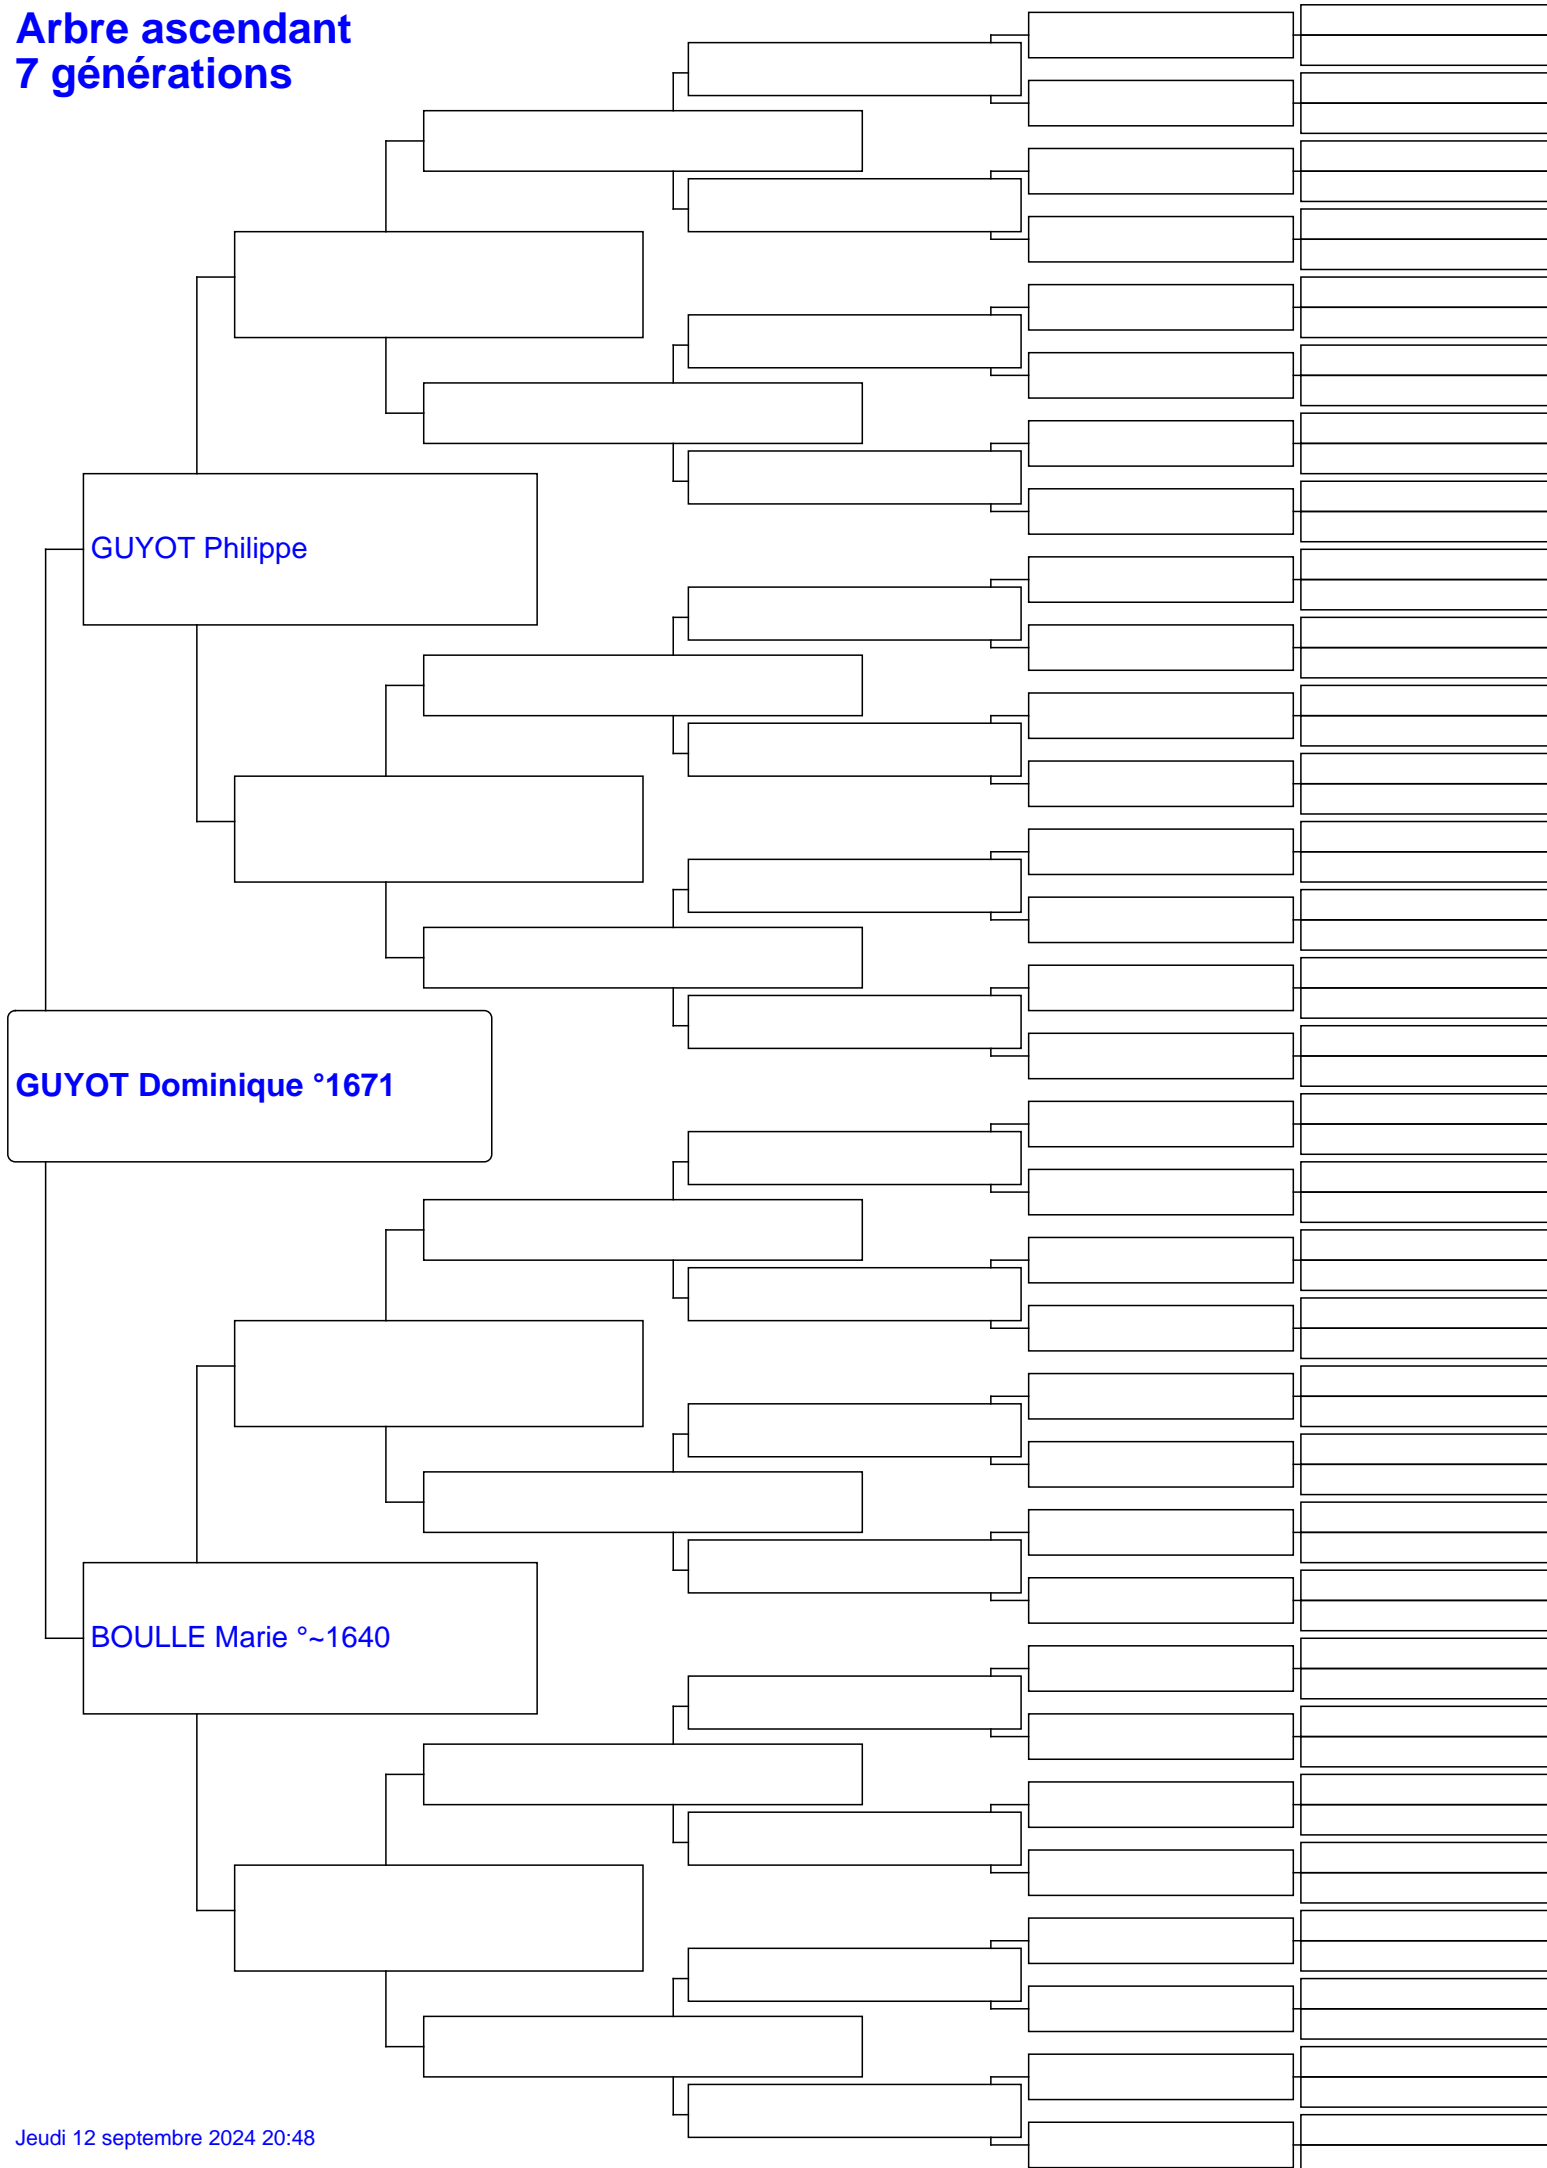 Arbre ascendant
7 générations
GUYOT Philippe
GUYOT Dominique °1671
BOULLE Marie °~1640
Jeudi 12 septembre 2024 20:48